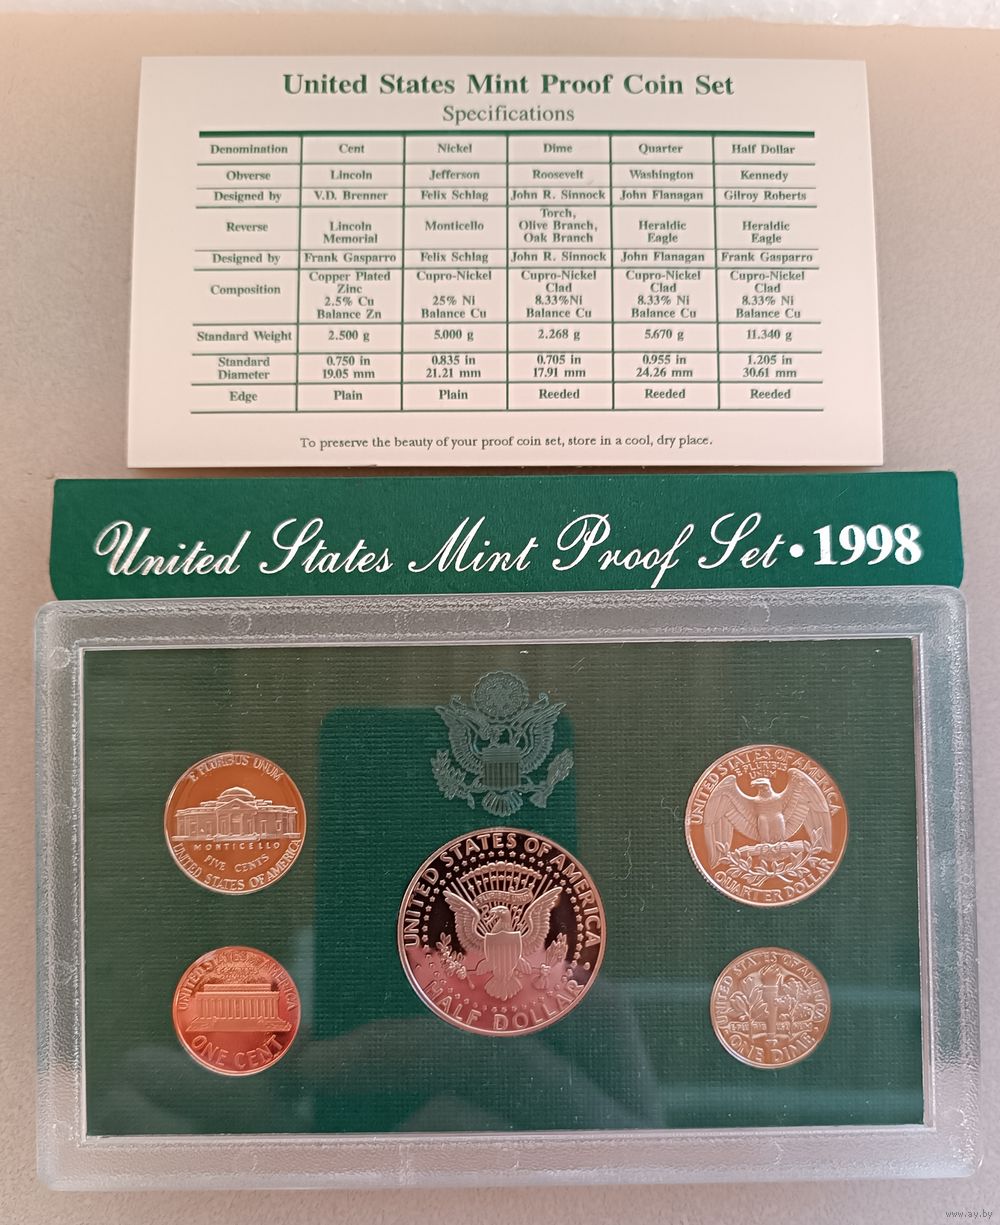 United States Mint Proof Coin Set
Specifications
Denomination Cent Nickel Dime Quarter Half Dollar
Obverse Lincoln Jefferson Roosevelt Washington Kennedy
Designed by V.D. Brenner Felix Schlag John R. Sinnock John Flanagan Gilroy Roberts
Reverse Lincoln Memorial Monticello Torch, Olive Branch, Oak Branch Heraldic Eagle Heraldic Eagle
Designed by Frank Gasparro Felix Schlag John R. Sinnock John Flanagan Frank Gasparro
Composition Copper Plated Zinc 2.5% Cu Balance Zn Cupro-Nickel 25% Ni Balance Cu Cupro-Nickel Clad 8.33%Ni Balance Cu Cupro-Nickel Clad 8.33% Ni Balance Cu Cupro-Nickel Clad 8.33% Ni Balance Cu
Standard Weight 2.500 g 5.000 g 2.268 g 5.670 g 11.340 g
Standard Diameter 0.750 in 19.05 mm 0.835 in 21.21 mm 0.705 in 17.91 mm 0.955 in 24.26 mm 1.205 in 30.61 mm
Edge Plain Plain Reeded Reeded Reeded
To preserve the beauty of your proof coin set, store in a cool, dry place.
United States Mint Proof Set • 1998
E PLURIBUS UNUM
MONTICELLO
FIVE CENTS
UNITED STATES OF AMERICA
UNITED STATES OF AMERICA
E PLURIBUS
UNUM
QUARTER DOLLAR
UNITED STATES OF AMERICA
HALF DOLLAR
UNITED STATES OF AMERICA
ONE CENT
UNITED STATES OF AMERICA
ONE DIME
www.ay.by